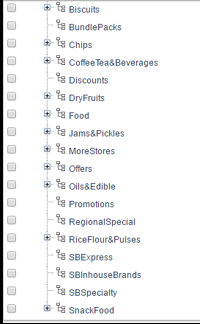 Biscuits
BundlePacks
Chips
CoffeeTea&Beverages
Discounts
DryFruits
Food
Jams&Pickles
MoreStores
Offers
Oils&Edible
Promotions
RegionalSpecial
RiceFlour&Pulses
SBExpress
SBInhouseBrands
SBSpecialty
SnackFood